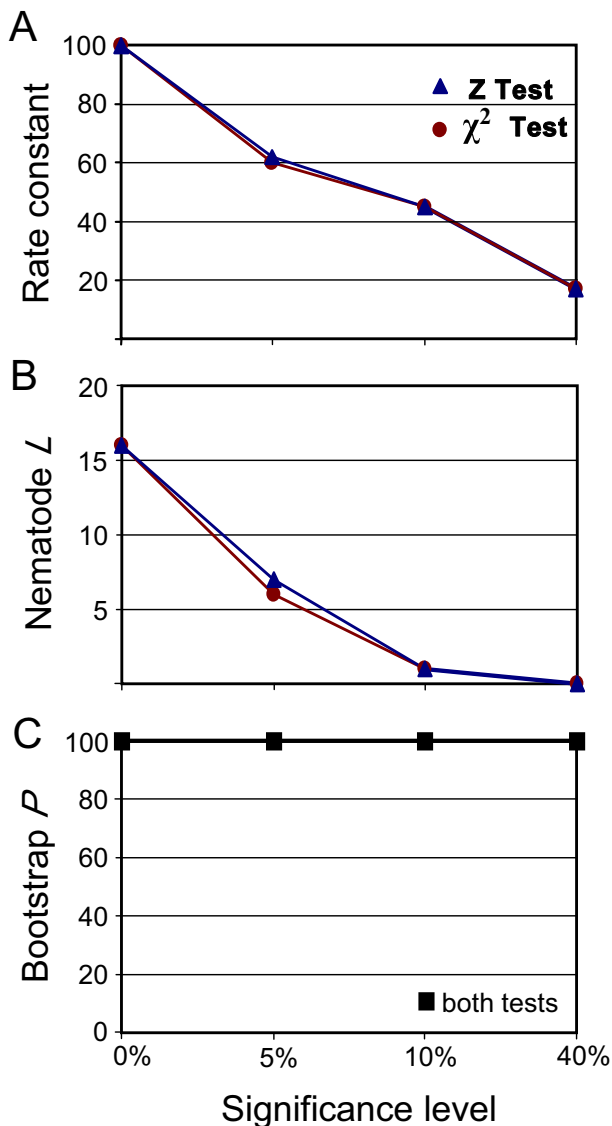 A
Rate constant
100
80
60
40
20
Z Test
χ² Test
B
Nematode L
20
15
10
5
C
Bootstrap P
100
80
60
40
20
0
both tests
0% 5% 10% 40%
Significance level